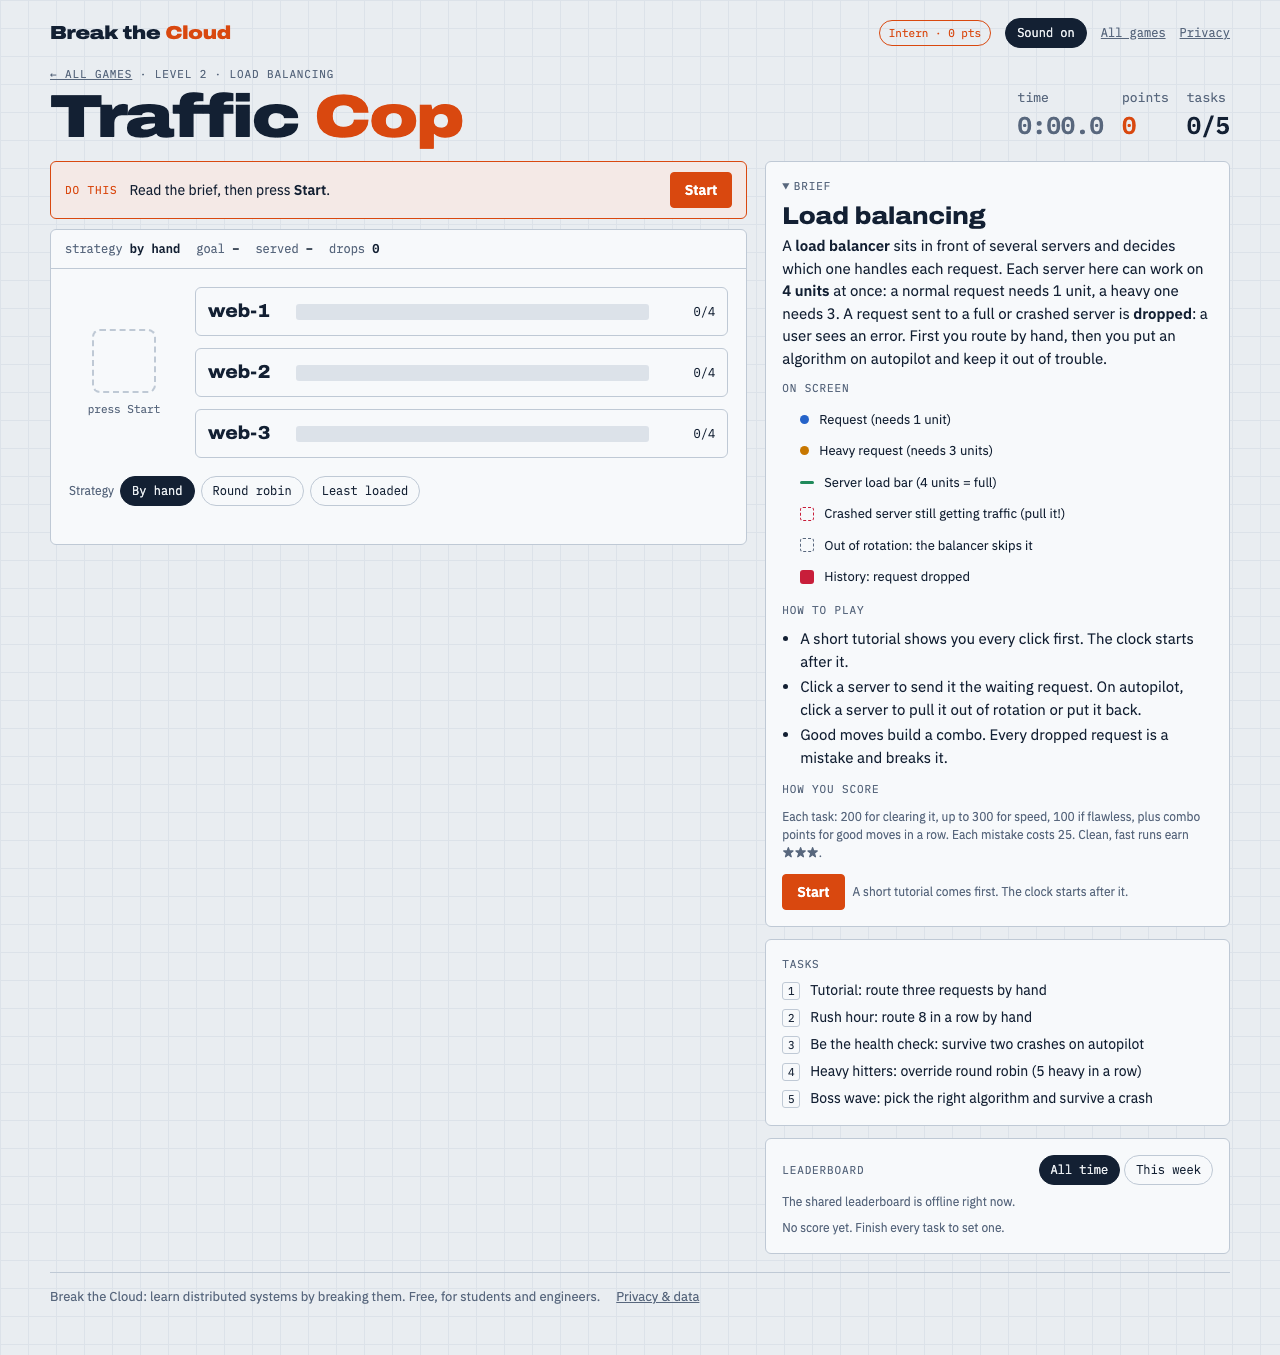 Break the Cloud
Intern · 0 pts
Sound on
All games
Privacy
← ALL GAMES · LEVEL 2 · LOAD BALANCING
Traffic Cop
time
points
tasks
0:00.0
0
0/5
DO THIS Read the brief, then press Start.
Start
strategy by hand goal – served – drops 0
press Start
web-1
0/4
web-2
0/4
web-3
0/4
Strategy
By hand
Round robin
Least loaded
▼ BRIEF
Load balancing
A load balancer sits in front of several servers and decides
which one handles each request. Each server here can work on
4 units at once: a normal request needs 1 unit, a heavy one
needs 3. A request sent to a full or crashed server is dropped: a
user sees an error. First you route by hand, then you put an
algorithm on autopilot and keep it out of trouble.
ON SCREEN
Request (needs 1 unit)
Heavy request (needs 3 units)
Server load bar (4 units = full)
Crashed server still getting traffic (pull it!)
Out of rotation: the balancer skips it
History: request dropped
HOW TO PLAY
• A short tutorial shows you every click first. The clock starts
after it.
• Click a server to send it the waiting request. On autopilot,
click a server to pull it out of rotation or put it back.
• Good moves build a combo. Every dropped request is a
mistake and breaks it.
HOW YOU SCORE
Each task: 200 for clearing it, up to 300 for speed, 100 if flawless, plus combo
points for good moves in a row. Each mistake costs 25. Clean, fast runs earn
★★★.
Start
A short tutorial comes first. The clock starts after it.
TASKS
1 Tutorial: route three requests by hand
2 Rush hour: route 8 in a row by hand
3 Be the health check: survive two crashes on autopilot
4 Heavy hitters: override round robin (5 heavy in a row)
5 Boss wave: pick the right algorithm and survive a crash
LEADERBOARD
All time
This week
The shared leaderboard is offline right now.
No score yet. Finish every task to set one.
Break the Cloud: learn distributed systems by breaking them. Free, for students and engineers.
Privacy & data